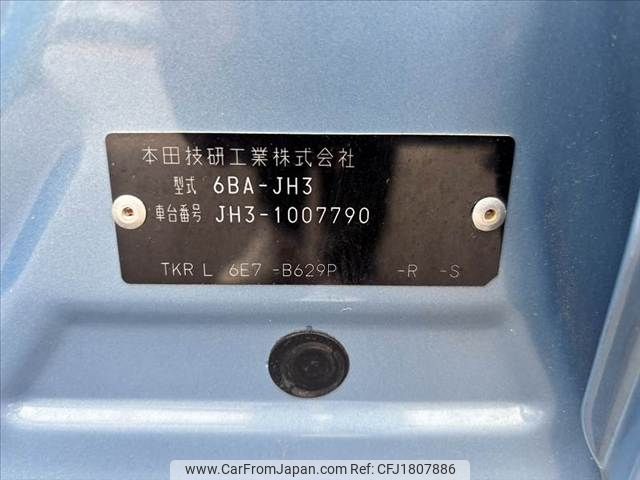 本田技研工業株式会社
型式 6BA-JH3
車台番号 JH3-1007790
TKR L 6E7 -B629P -R -S
www.CarFromJapan.com REF No. CFJ1807886